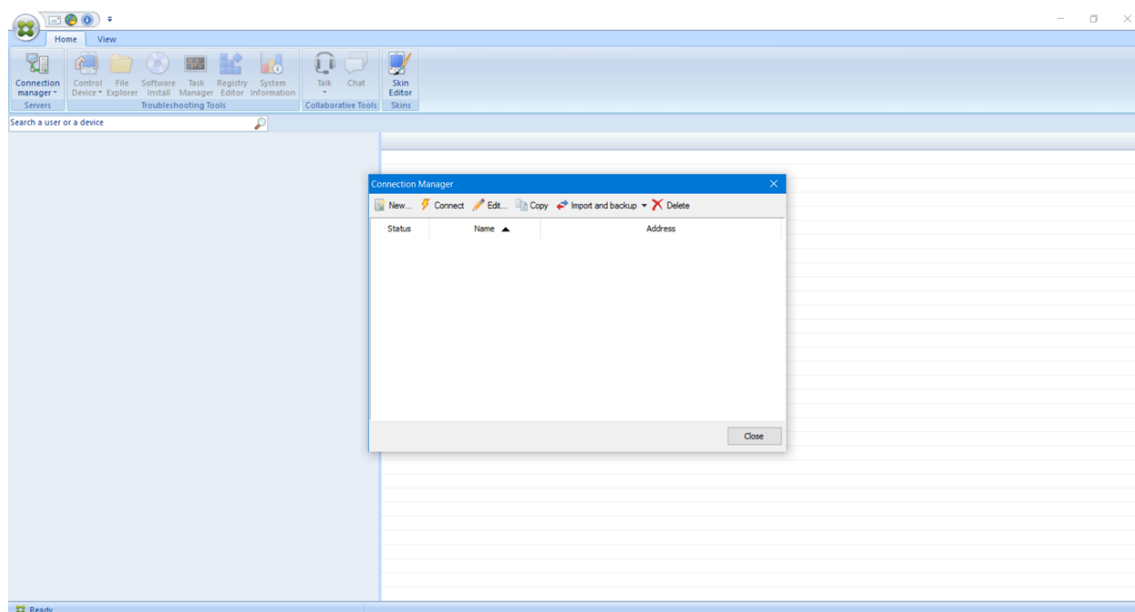 Home View
Connection manager
Control Device
File Explorer
Software Install
Task Manager
Registry Editor
System Information
Talk
Chat
Skin Editor
Servers
Troubleshooting Tools
Collaborative Tools
Skins
Search a user or a device
Connection Manager
New... Connect Edit... Copy Import and backup Delete
Status Name Address
Close
Ready